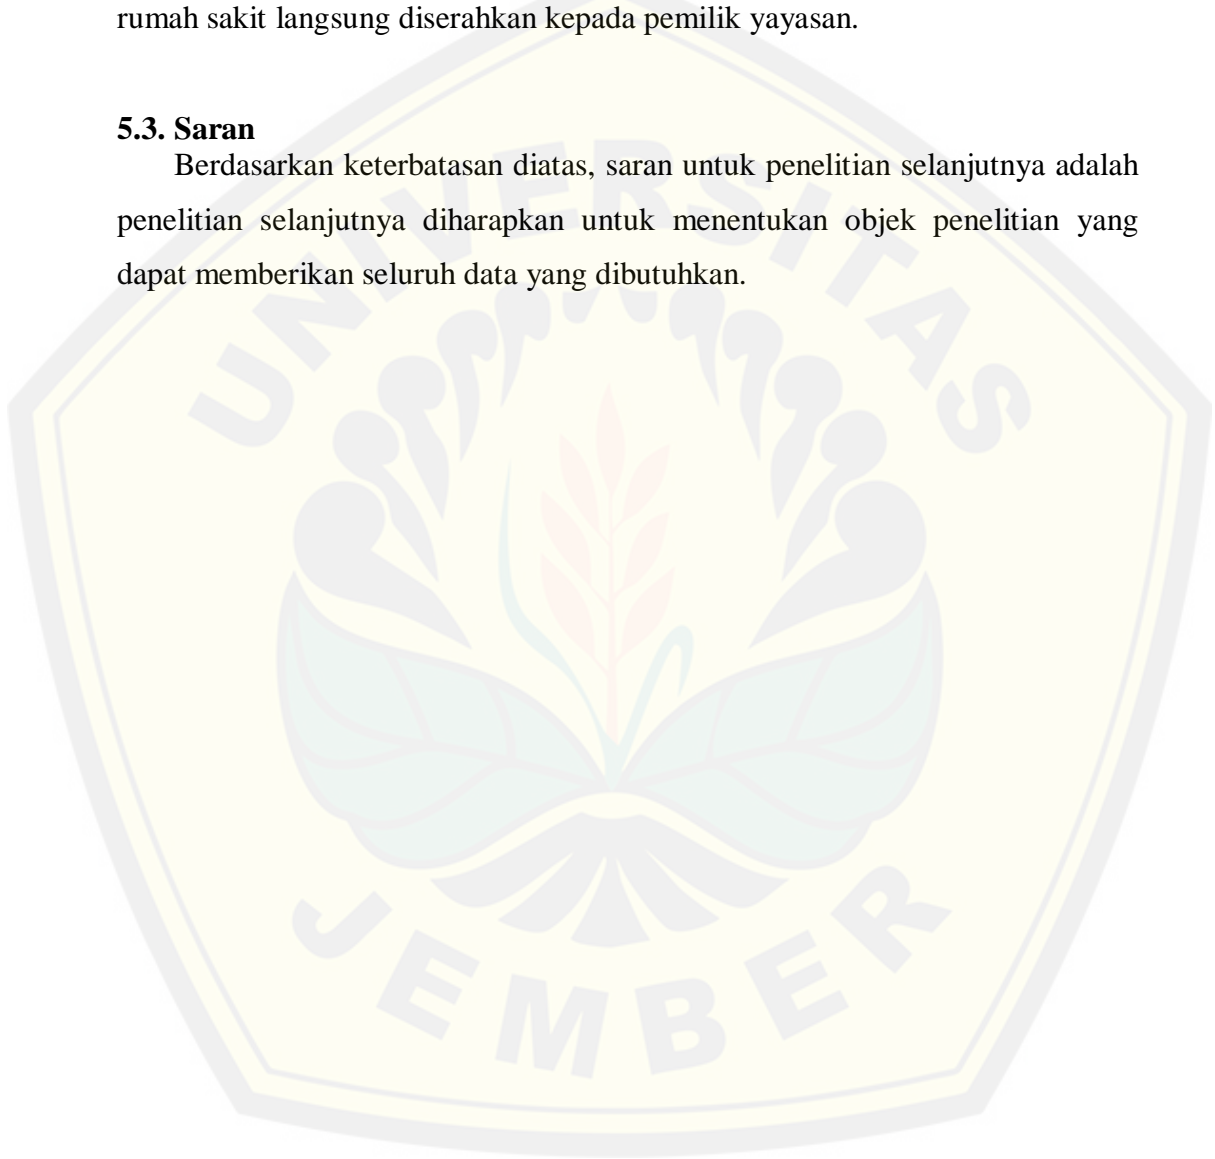 rumah sakit langsung diserahkan kepada pemilik yayasan.
5.3. Saran
Berdasarkan keterbatasan diatas, saran untuk penelitian selanjutnya adalah
penelitian selanjutnya diharapkan untuk menentukan objek penelitian yang
dapat memberikan seluruh data yang dibutuhkan.
UNIVERSITAS
JEMBER